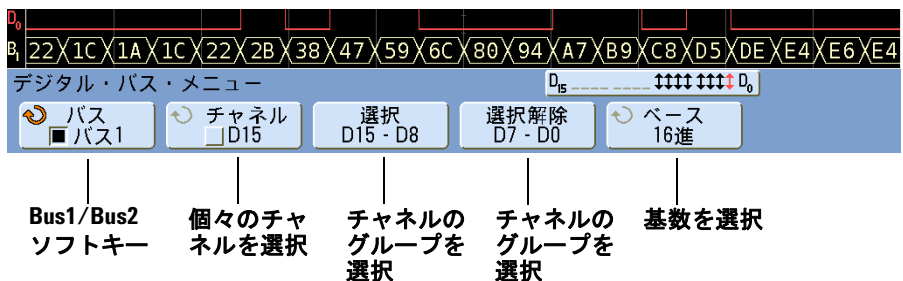 D0
B1 22 1C 1A 1C 22 2B 38 47 59 6C 80 94 A7 B9 C8 D5 DE E4 E6 E4
デジタル・バス・メニュー D15 D0
バス チャネル 選択 選択解除 ベース
バス1 D15 D15 - D8 D7 - D0 16進
Bus1/Bus2
ソフトキー
個々のチャ
ネルを選択
チャネルの
グループを
選択
チャネルの
グループを
選択
基数を選択